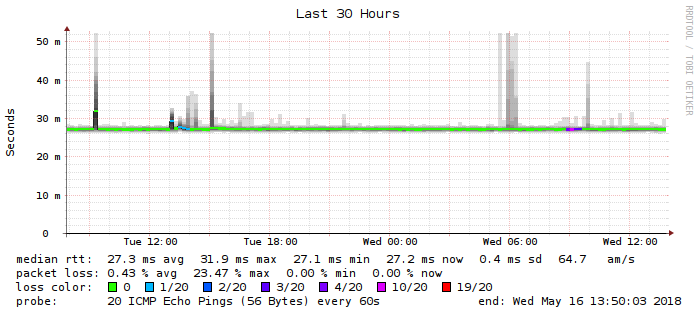 Last 30 Hours
RRDTOOL / TOBI OETIKER
Seconds
50 m
40 m
30 m
20 m
10 m
0
Tue 12:00 Tue 18:00 Wed 00:00 Wed 06:00 Wed 12:00
median rtt: 27.3 ms avg 31.9 ms max 27.1 ms min 27.2 ms now 0.4 ms sd 64.7 am/s
packet loss: 0.43 % avg 23.47 % max 0.00 % min 0.00 % now
loss color: 0 1/20 2/20 3/20 4/20 10/20 19/20
probe: 20 ICMP Echo Pings (56 Bytes) every 60s end: Wed May 16 13:50:03 2018